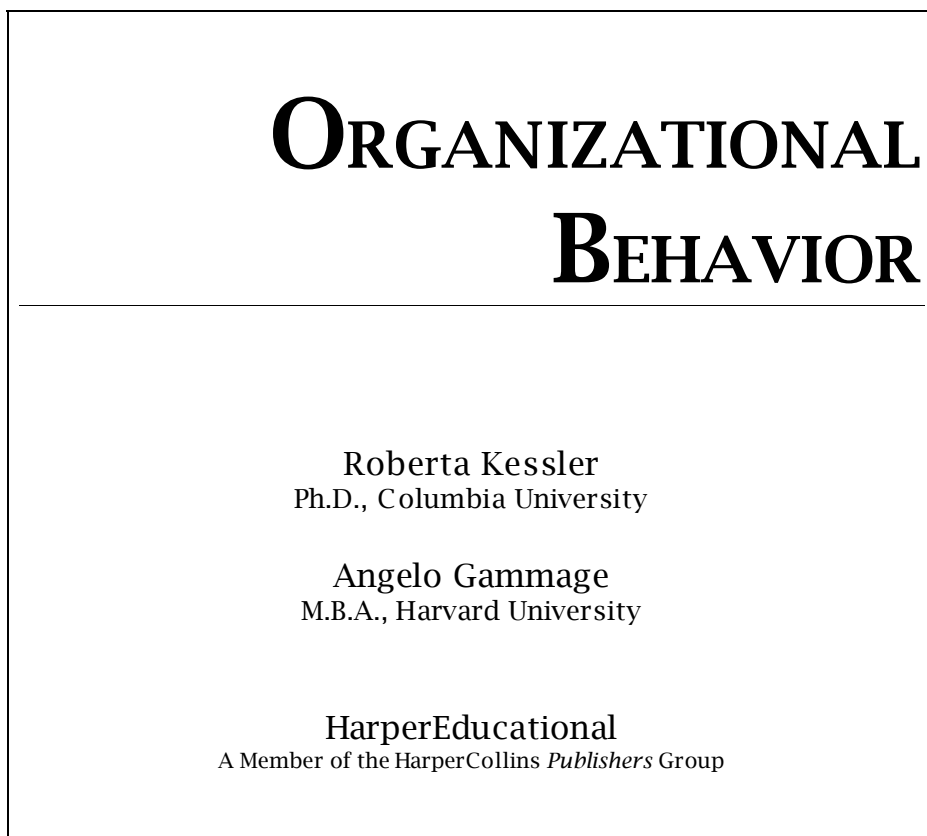 ORGANIZATIONAL
BEHAVIOR
Roberta Kessler
Ph.D., Columbia University
Angelo Gammage
M.B.A., Harvard University
HarperEducational
A Member of the HarperCollins Publishers Group